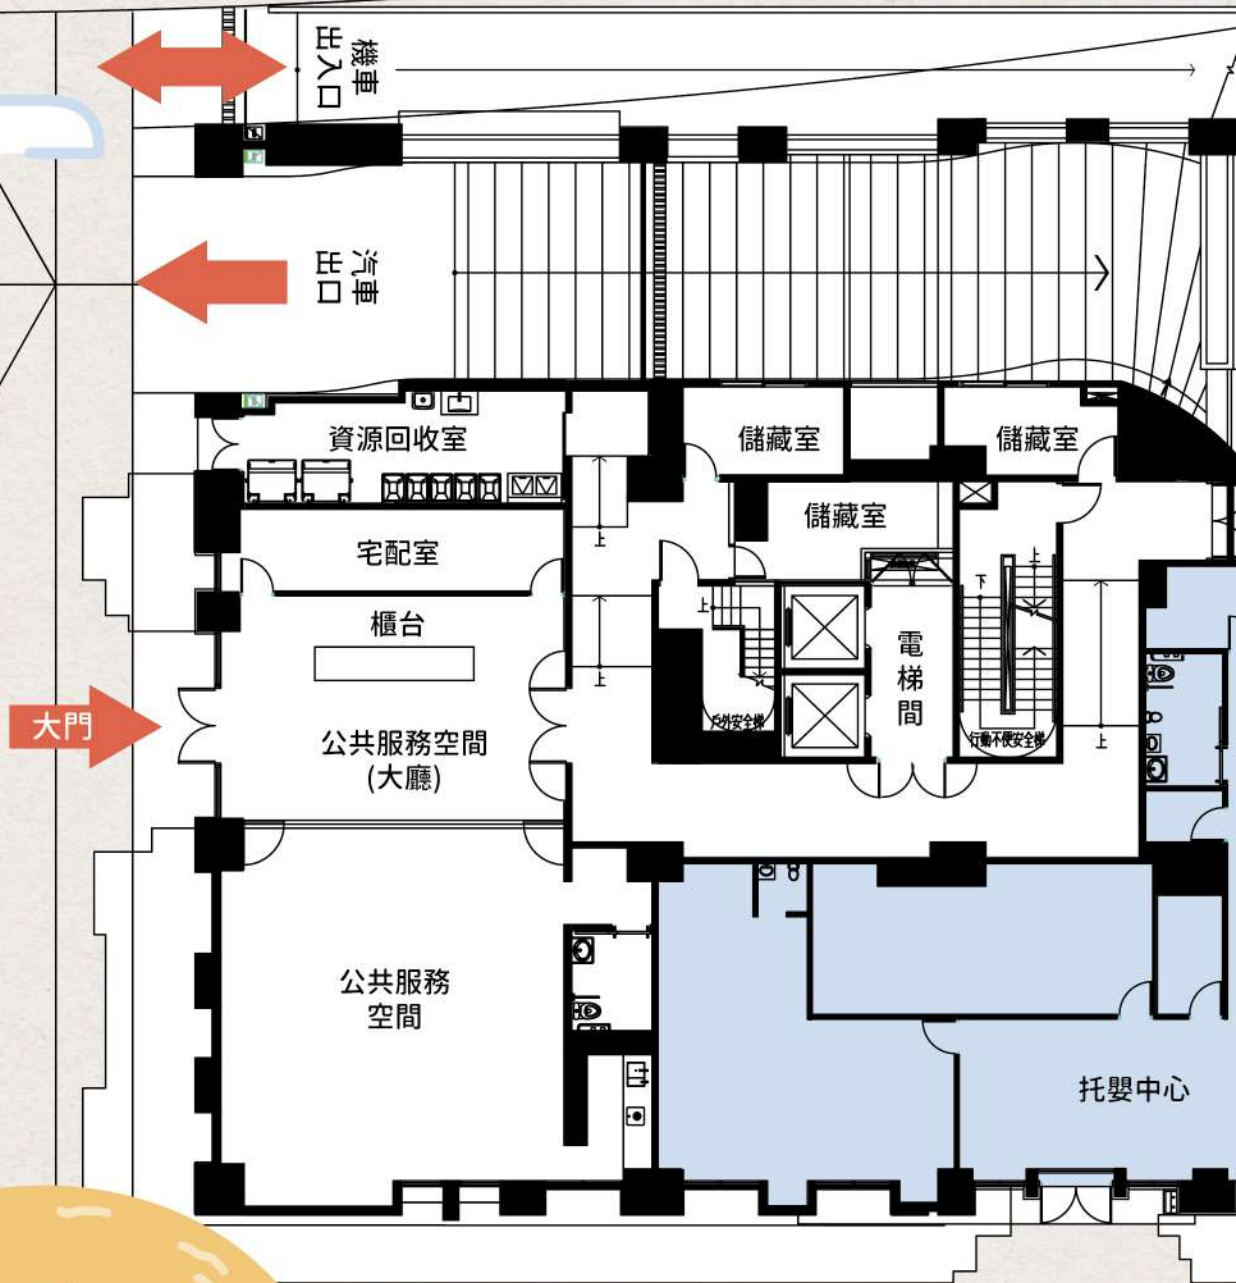 機車
出入口
汽車
出口
資源回收室
儲藏室
儲藏室
儲藏室
宅配室
上
上
下
櫃台
上
上
電梯間
大門
戶外安全梯
行動不便安全梯
上
公共服務空間
(大廳)
公共服務
空間
托嬰中心